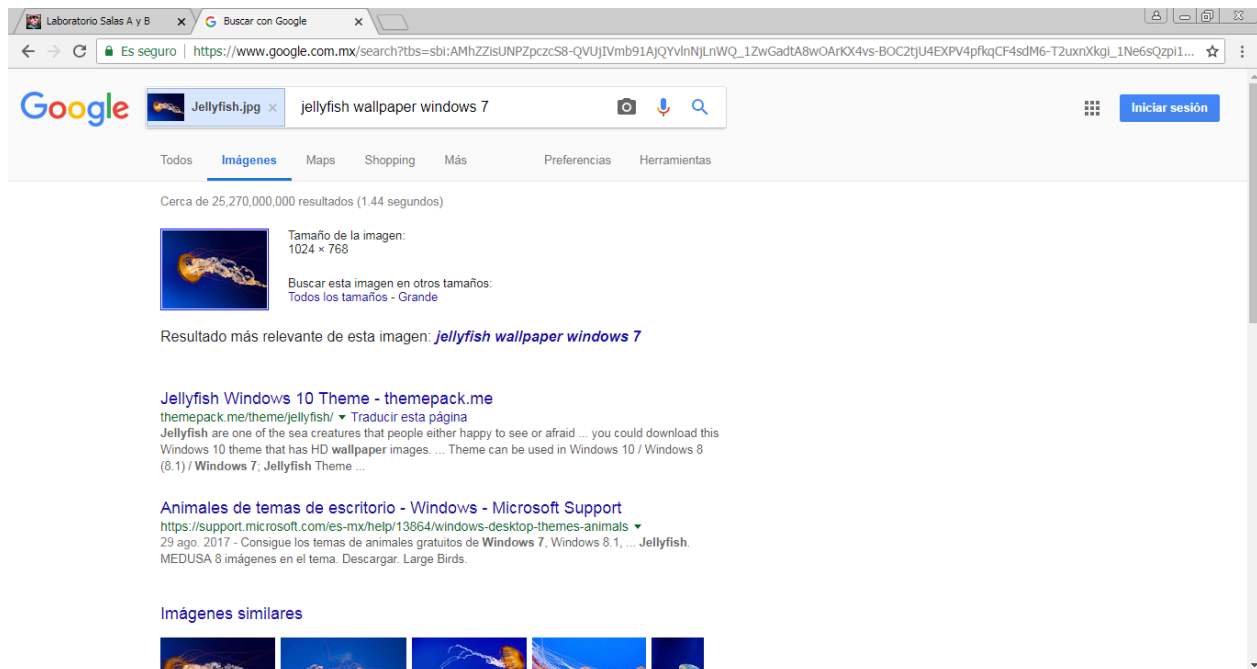 Laboratorio Salas A y B
Buscar con Google
Es seguro | https://www.google.com.mx/search?tbs=sbi:AMhZZisUNPZpczcS8-QVUjIVmb91AjQYvlnNjLnWQ_1ZwGadtA8wOArKX4vs-BOC2tjU4EXPV4pfkqCF4sdM6-T2uxnXkgi_1Ne6sQzpi1...
Google
Jellyfish.jpg
jellyfish wallpaper windows 7
Iniciar sesión
Todos Imágenes Maps Shopping Más Preferencias Herramientas
Cerca de 25,270,000,000 resultados (1.44 segundos)
Tamaño de la imagen:
1024 × 768
Buscar esta imagen en otros tamaños:
Todos los tamaños - Grande
Resultado más relevante de esta imagen: jellyfish wallpaper windows 7
Jellyfish Windows 10 Theme - themepack.me
themepack.me/theme/jellyfish/ Traducir esta página
Jellyfish are one of the sea creatures that people either happy to see or afraid ... you could download this
Windows 10 theme that has HD wallpaper images. ... Theme can be used in Windows 10 / Windows 8
(8.1) / Windows 7; Jellyfish Theme ...
Animales de temas de escritorio - Windows - Microsoft Support
https://support.microsoft.com/es-mx/help/13864/windows-desktop-themes-animals
29 ago. 2017 - Consigue los temas de animales gratuitos de Windows 7, Windows 8.1, ... Jellyfish.
MEDUSA 8 imágenes en el tema. Descargar. Large Birds.
Imágenes similares